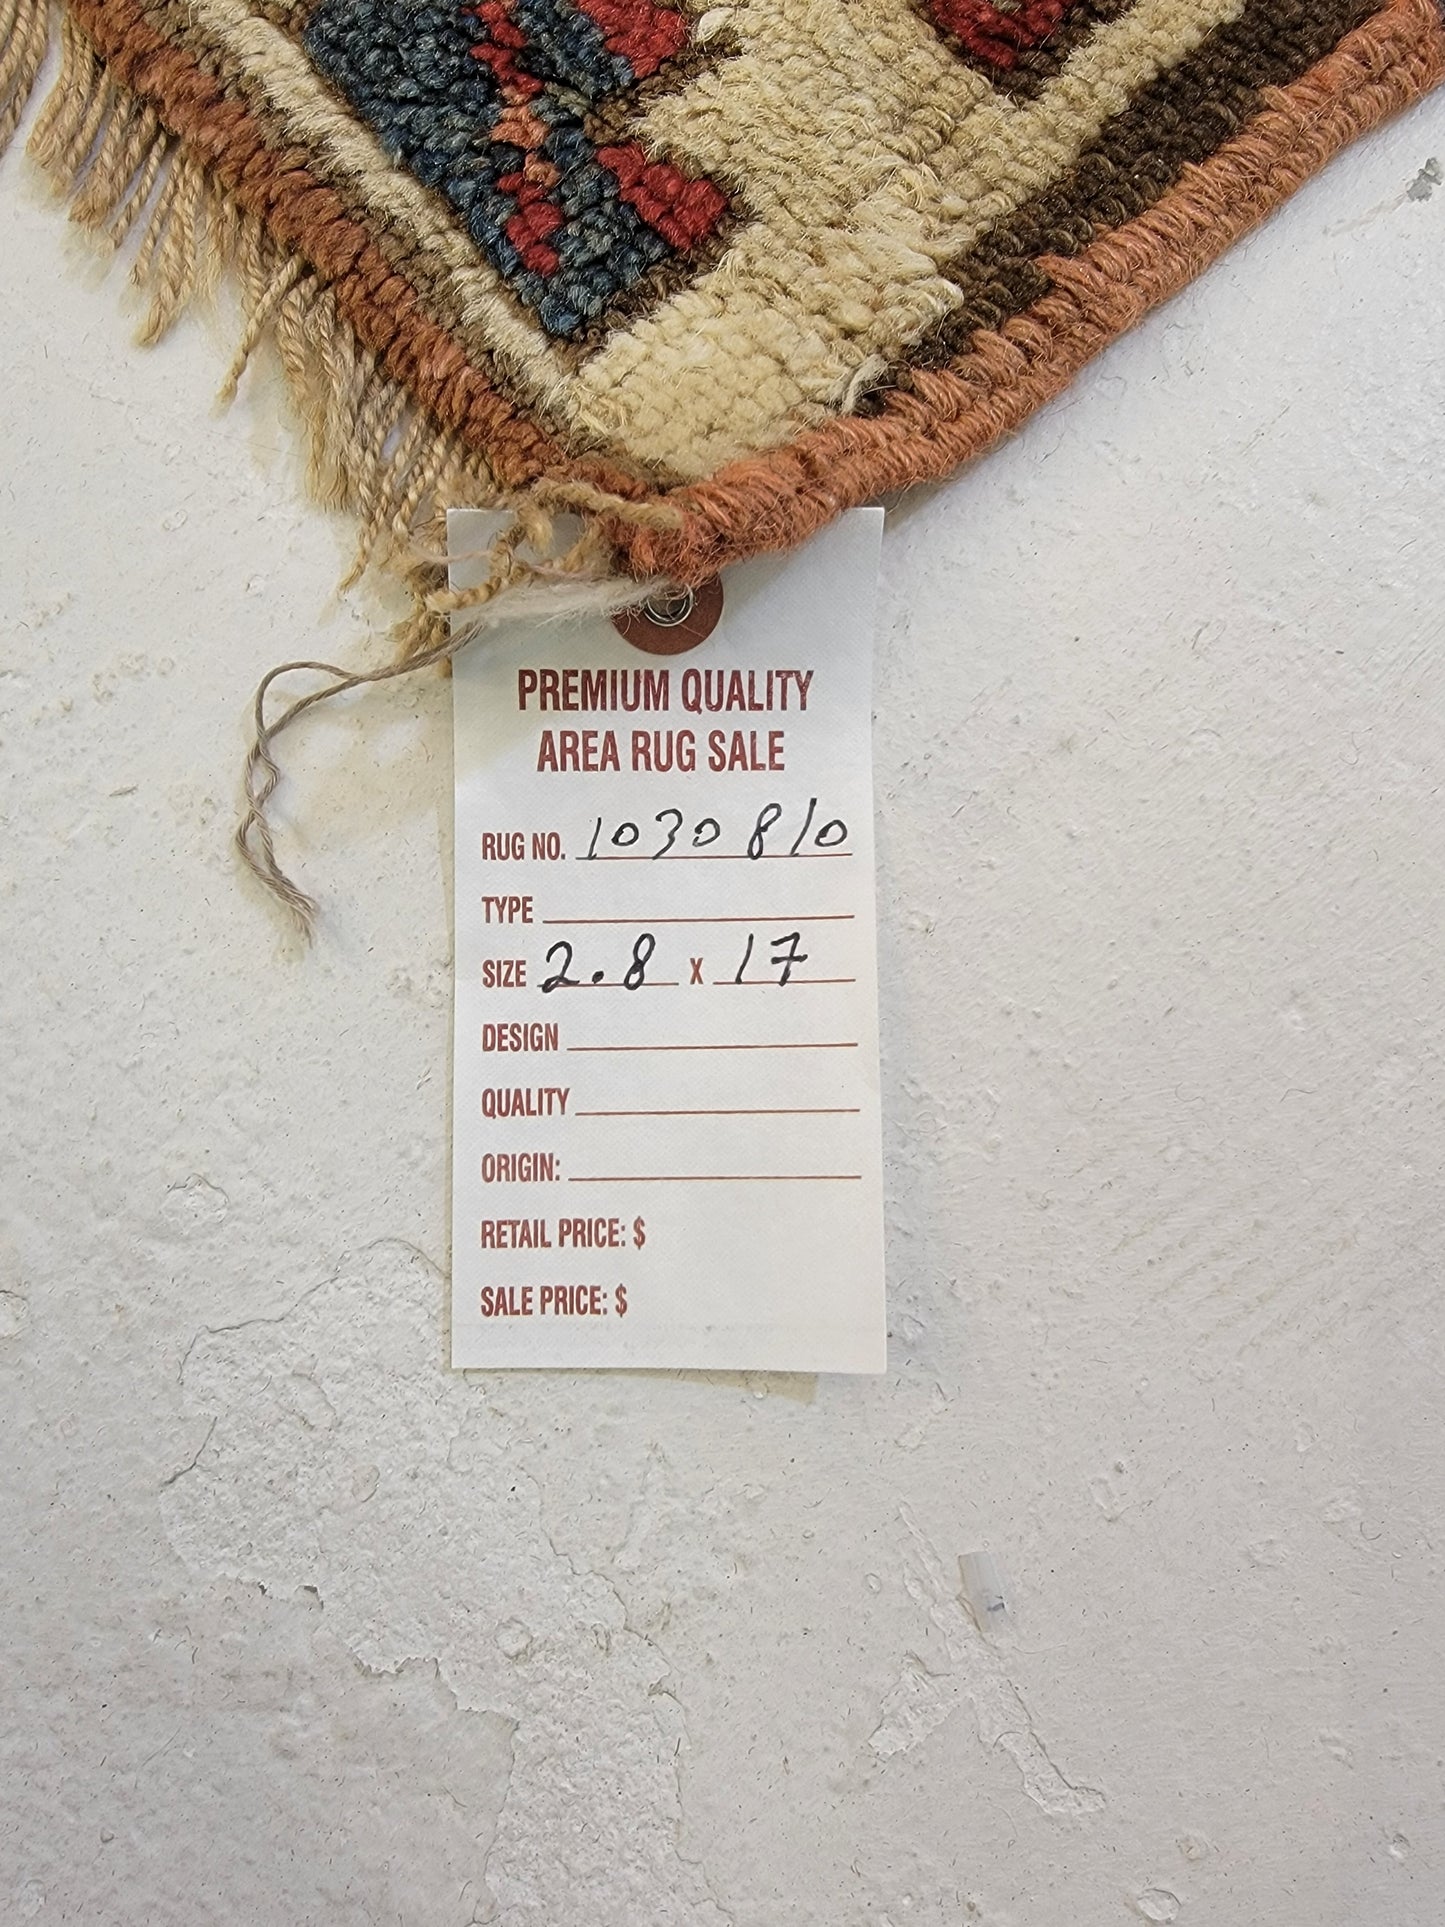 PREMIUM QUALITY
AREA RUG SALE
RUG NO. 1030810
TYPE
SIZE 2.8 x 17
DESIGN
QUALITY
ORIGIN:
RETAIL PRICE: $
SALE PRICE: $